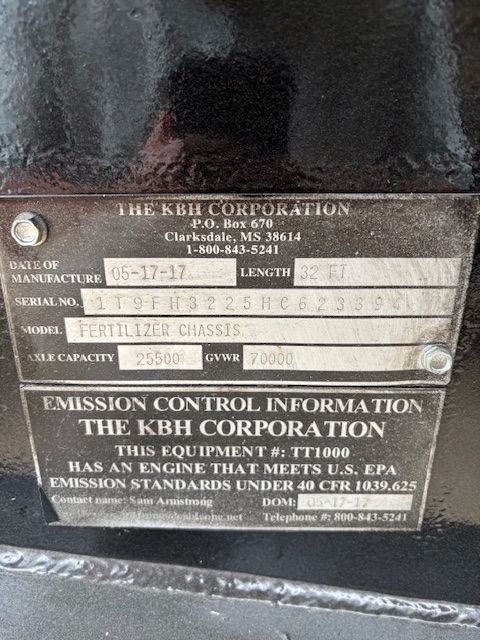 THE KBH CORPORATION
P.O. Box 670
Clarksdale, MS 38614
1-800-843-5241
DATE OF MANUFACTURE 05-17-17 LENGTH 32 FT
SERIAL NO. 1T9FH3225HC623394
MODEL FERTILIZER CHASSIS
AXLE CAPACITY 25500 GVWR 70000
EMISSION CONTROL INFORMATION
THE KBH CORPORATION
THIS EQUIPMENT #: TT1000
HAS AN ENGINE THAT MEETS U.S. EPA
EMISSION STANDARDS UNDER 40 CFR 1039.625
Contact name: Sam Armstrong DOM: 05-17-17
Telephone #: 800-843-5241